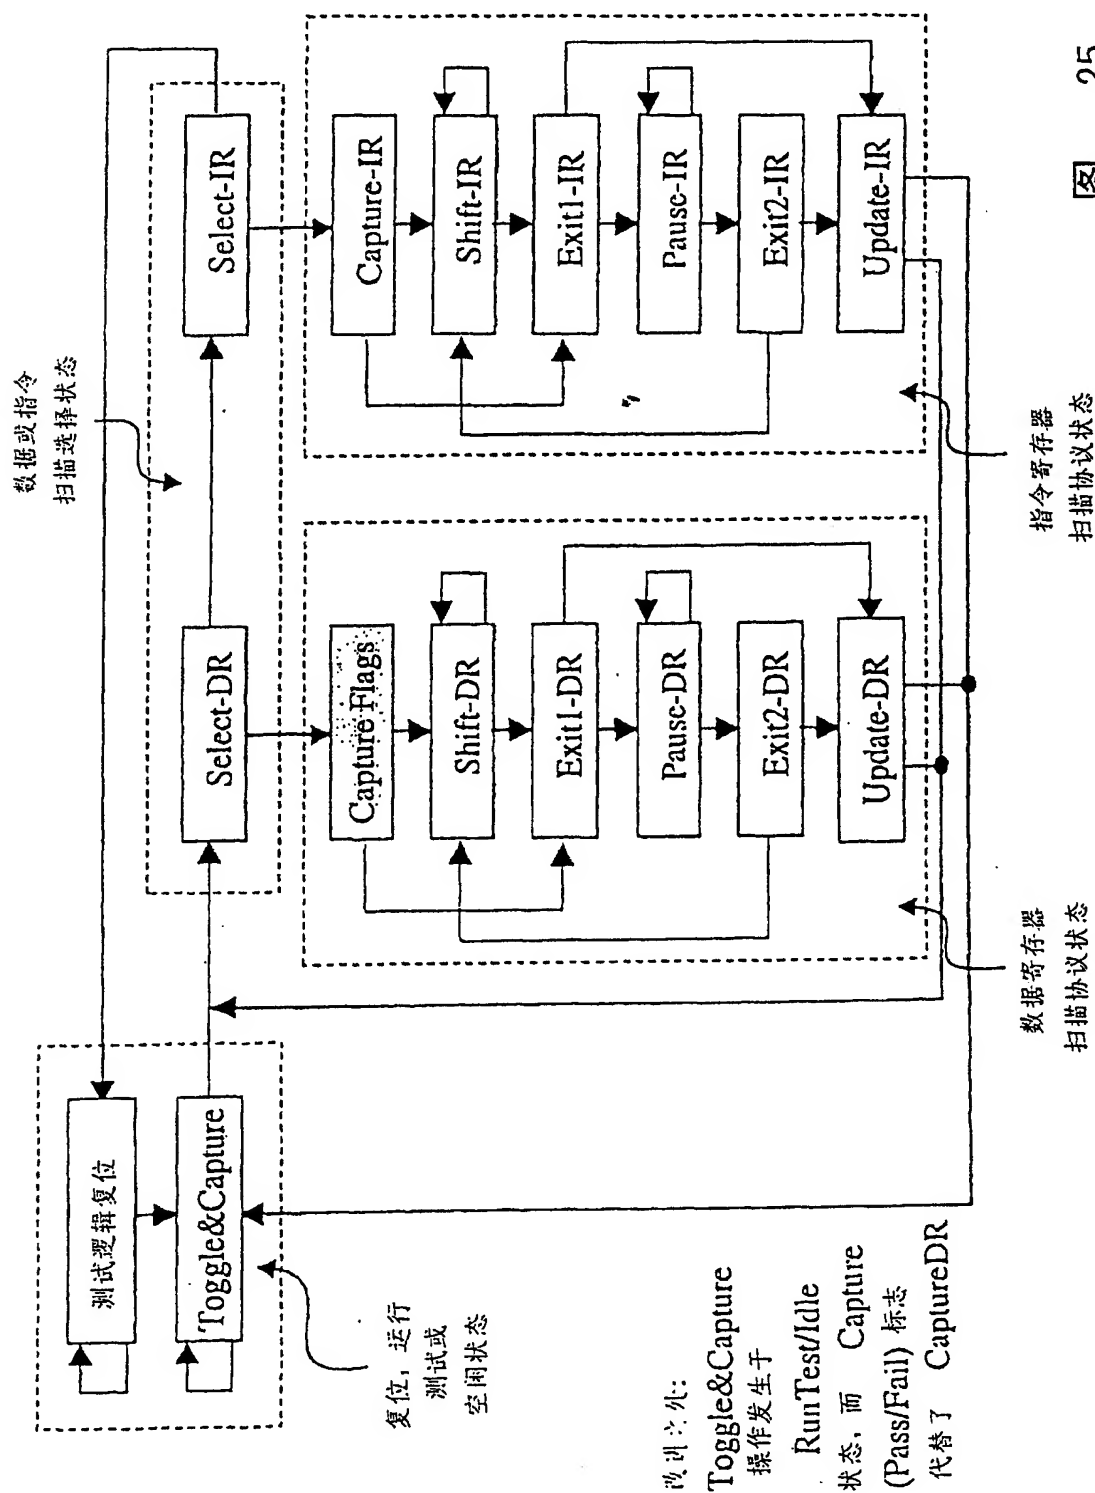 数据或指令
扫描选择状态
测试逻辑复位
Toggle&Capture
Select-DR
Select-IR
复位，运行
测试或
空闲状态
Capture Flags
Shift-DR
Exit1-DR
Pause-DR
Exit2-DR
Update-DR
Capture-IR
Shift-IR
Exit1-IR
Pause-IR
Exit2-IR
Update-IR
数据寄存器
扫描协议状态
指令寄存器
扫描协议状态
改进之处:
Toggle&Capture
操作发生于
RunTest/Idle
状态，而 Capture
(Pass/Fail) 标志
代替了 CaptureDR
图 25